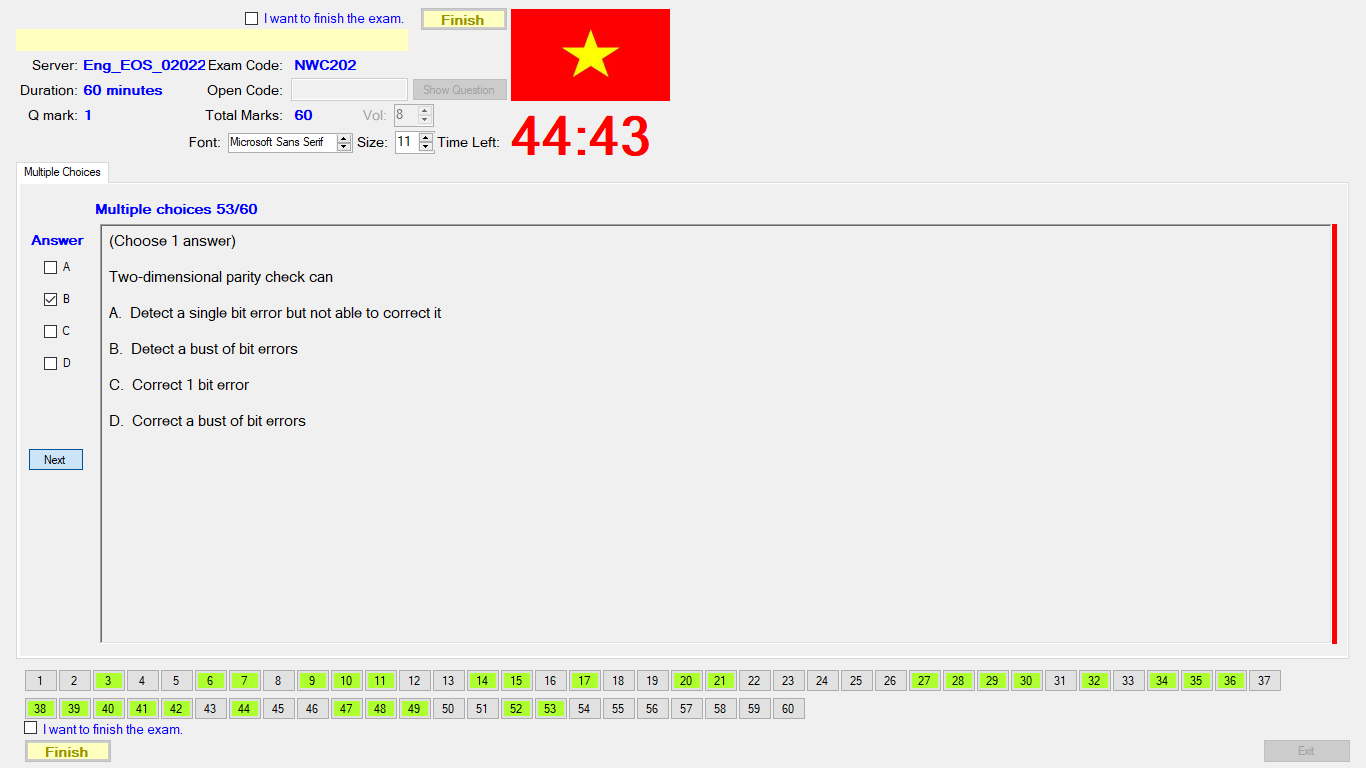 I want to finish the exam. Finish
Server: Eng_EOS_02022 Exam Code: NWC202
Duration: 60 minutes Open Code: Show Question
Q mark: 1 Total Marks: 60 Vol: 8
Font: Microsoft Sans Serif Size: 11 Time Left: 44:43
Multiple Choices
Multiple choices 53/60
Answer
(Choose 1 answer)
A
Two-dimensional parity check can
B
A. Detect a single bit error but not able to correct it
C
B. Detect a bust of bit errors
D
C. Correct 1 bit error
D. Correct a bust of bit errors
Next
1 2 3 4 5 6 7 8 9 10 11 12 13 14 15 16 17 18 19 20 21 22 23 24 25 26 27 28 29 30 31 32 33 34 35 36 37
38 39 40 41 42 43 44 45 46 47 48 49 50 51 52 53 54 55 56 57 58 59 60
I want to finish the exam.
Finish Exit